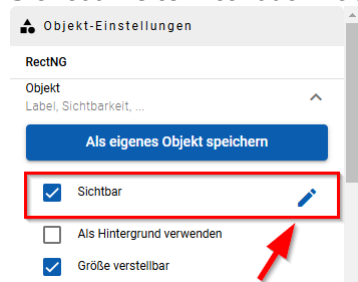 Objekt-Einstellungen
RectNG
Objekt
Label, Sichtbarkeit, ...
Als eigenes Objekt speichern
Sichtbar
Als Hintergrund verwenden
Größe verstellbar